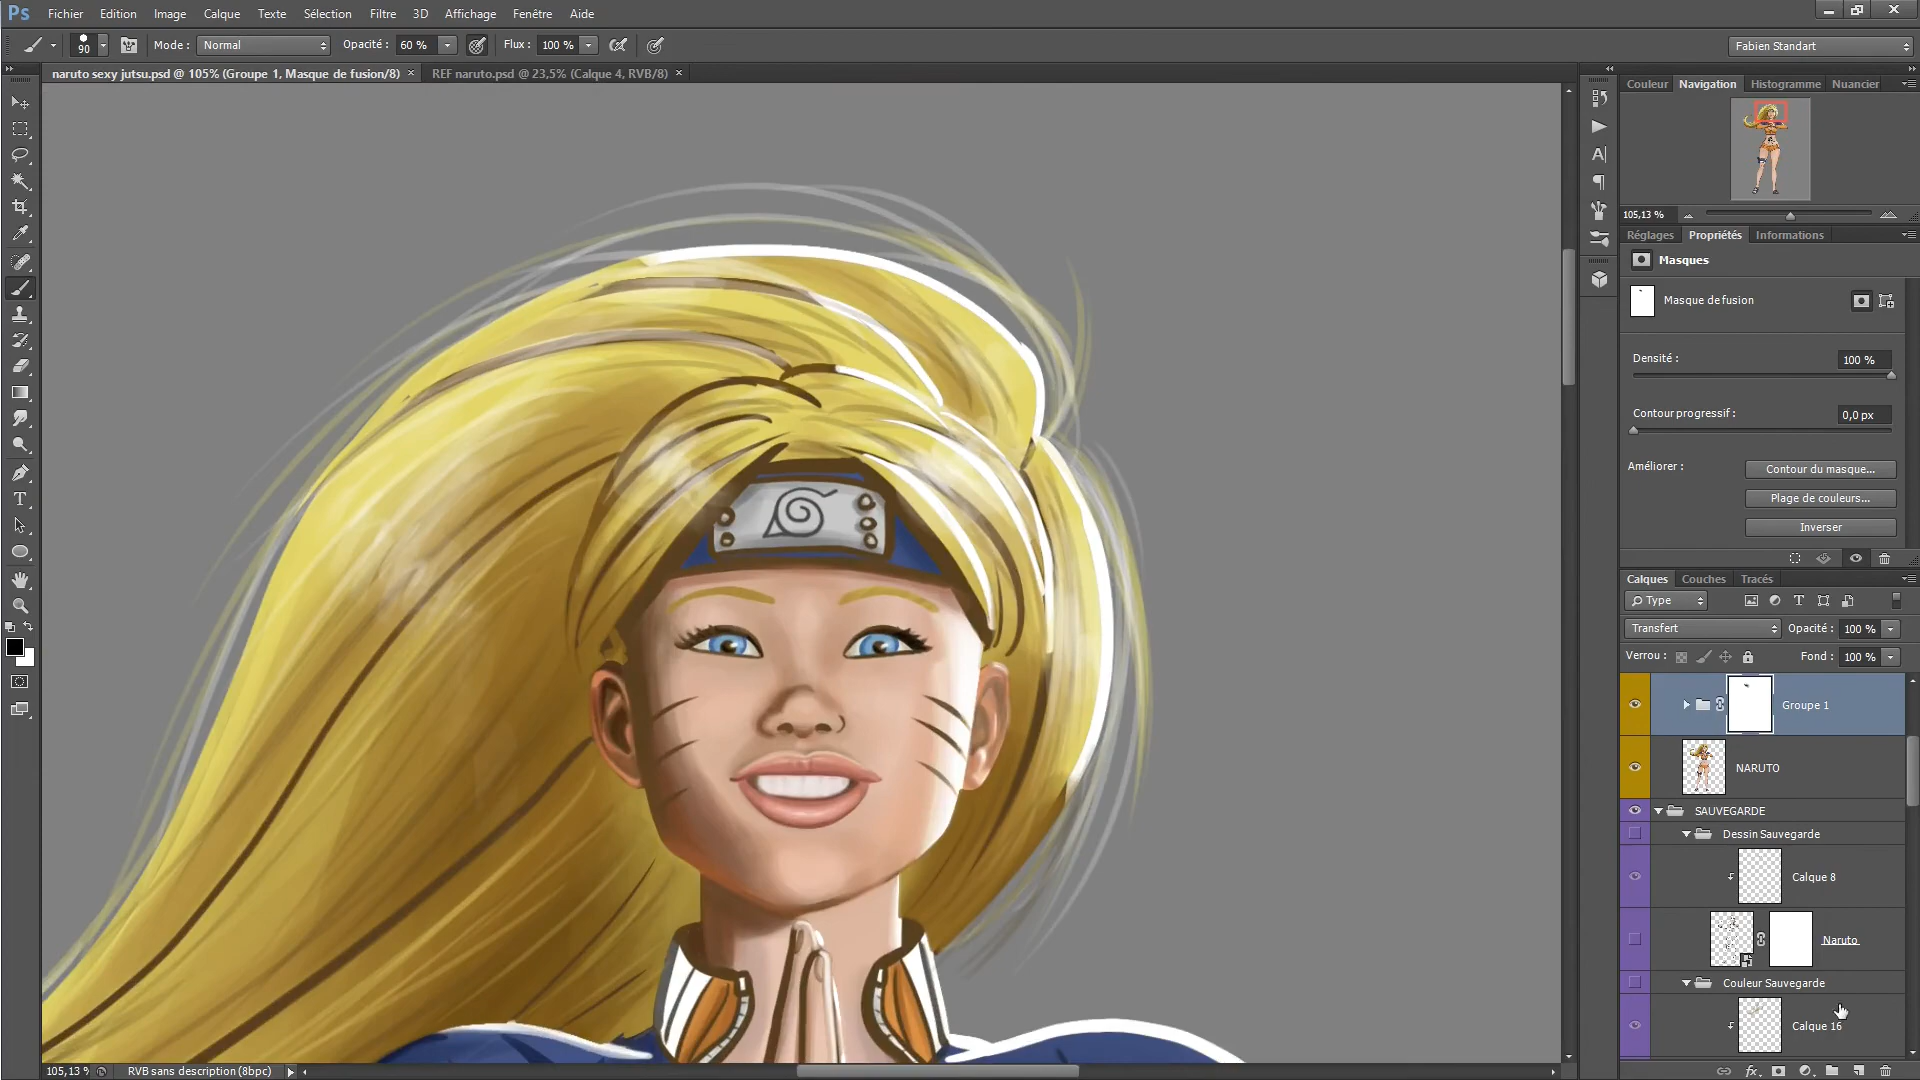 Ps Fichier Edition Image Calque Texte Sélection Filtre 3D Affichage Fenêtre Aide
90 Mode : Normal Opacité : 60 % Flux : 100 % Fabien Standart
naruto sexy jutsu.psd @ 105% (Groupe 1, Masque de fusion/8) × REF naruto.psd @ 23,5% (Calque 4, RVB/8) ×
Couleur Navigation Histogramme Nuancier
105,13 %
Réglages Propriétés Informations
Masques
Masque de fusion
Densité : 100 %
Contour progressif : 0,0 px
Améliorer : Contour du masque...
Plage de couleurs...
Inverser
Calques Couches Tracés
Type
Transfert Opacité : 100 %
Verrou : Fond : 100 %
Groupe 1
NARUTO
SAUVEGARDE
Dessin Sauvegarde
Calque 8
Naruto
Couleur Sauvegarde
Calque 16
105,13 % RVB sans description (8bpc)